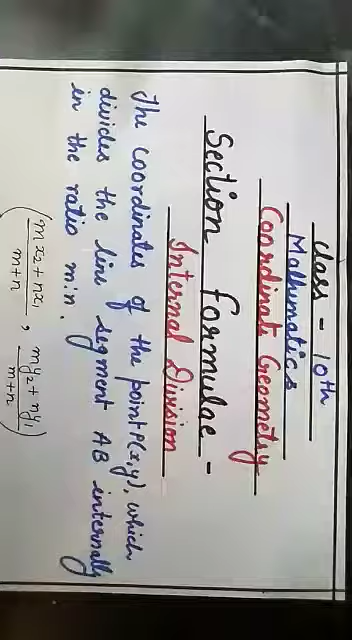 Class - 10th
Mathematics
Coordinate Geometry
Section formulae -
Internal Division
The coordinates of the point P(x,y), which
divides the line segment AB internally
in the ratio m:n.
(mx₂+nx₁/m+n, my₂+ny₁/m+n)